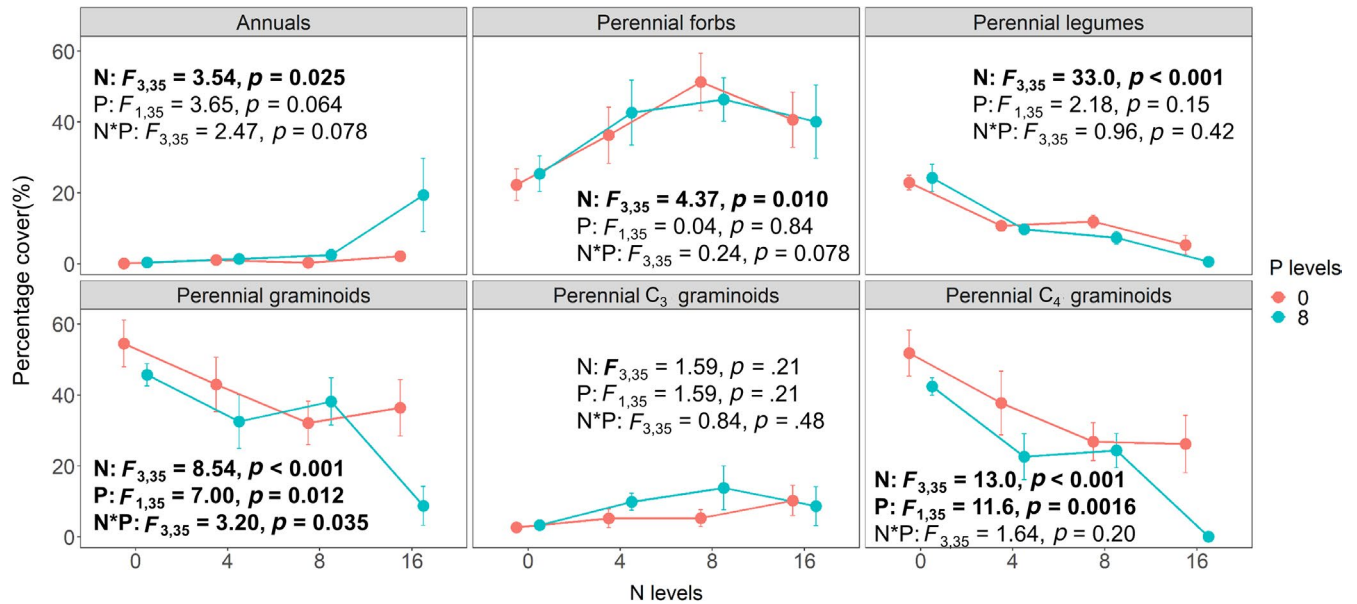 Annuals
Perennial forbs
Perennial legumes
60
40
20
0
N: F3,35 = 3.54, p = 0.025
P: F1,35 = 3.65, p = 0.064
N*P: F3,35 = 2.47, p = 0.078
N: F3,35 = 4.37, p = 0.010
P: F1,35 = 0.04, p = 0.84
N*P: F3,35 = 0.24, p = 0.078
N: F3,35 = 33.0, p < 0.001
P: F1,35 = 2.18, p = 0.15
N*P: F3,35 = 0.96, p = 0.42
Percentage cover(%)
Perennial graminoids
Perennial C3 graminoids
Perennial C4 graminoids
60
40
20
0
N: F3,35 = 8.54, p < 0.001
P: F1,35 = 7.00, p = 0.012
N*P: F3,35 = 3.20, p = 0.035
N: F3,35 = 1.59, p = .21
P: F1,35 = 1.59, p = .21
N*P: F3,35 = 0.84, p = .48
N: F3,35 = 13.0, p < 0.001
P: F1,35 = 11.6, p = 0.0016
N*P: F3,35 = 1.64, p = 0.20
0 4 8 16
0 4 8 16
0 4 8 16
N levels
P levels
0
8